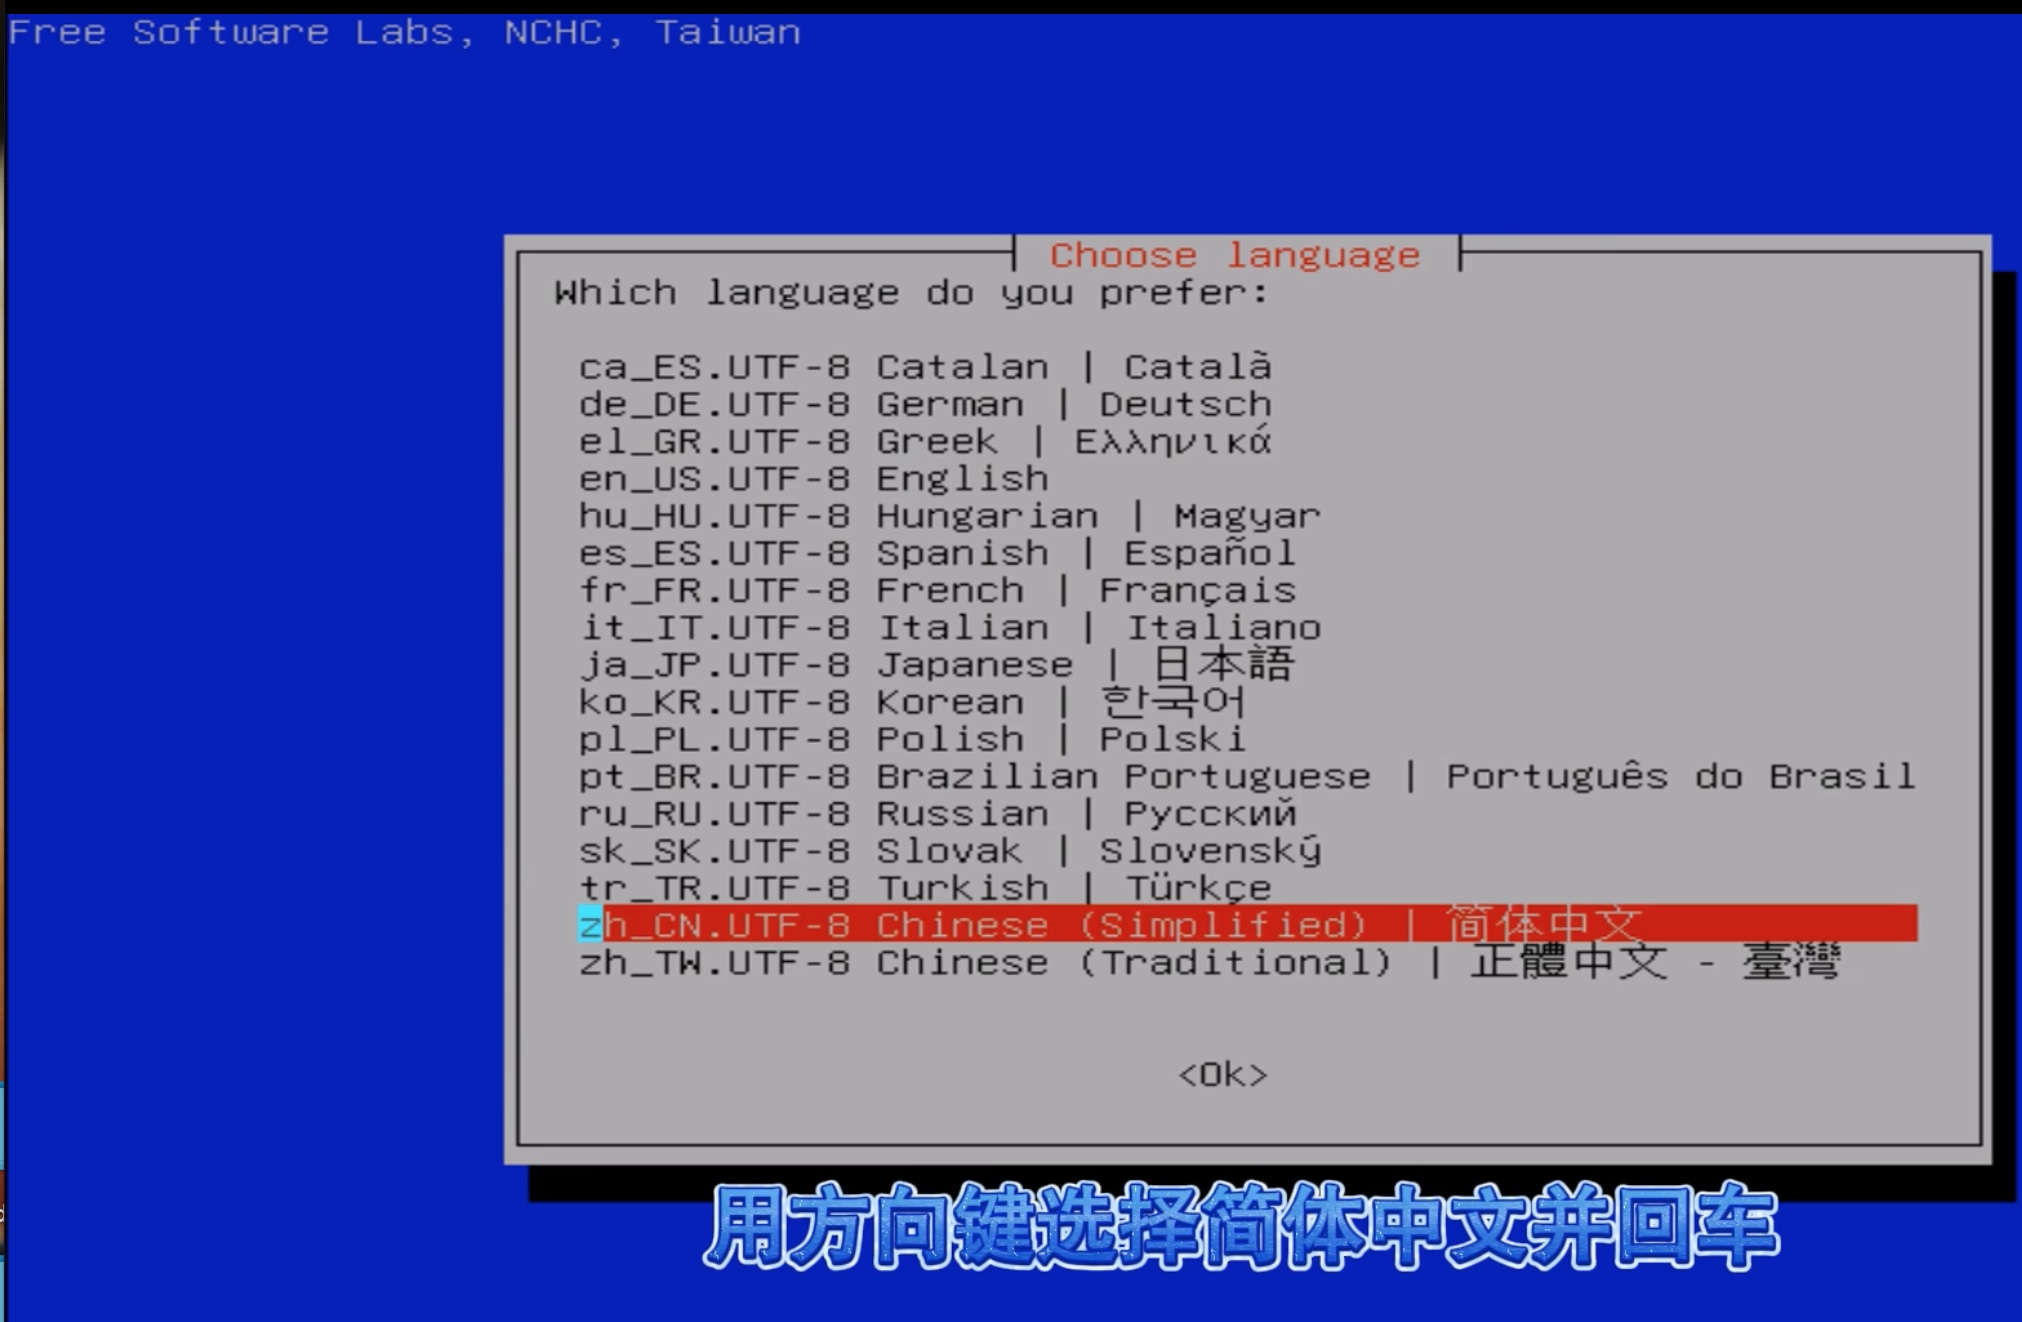 Free Software Labs, NCHC, Taiwan
Choose language
Which language do you prefer:
ca_ES.UTF-8 Catalan | Català
de_DE.UTF-8 German | Deutsch
el_GR.UTF-8 Greek | Ελληνικά
en_US.UTF-8 English
hu_HU.UTF-8 Hungarian | Magyar
es_ES.UTF-8 Spanish | Español
fr_FR.UTF-8 French | Français
it_IT.UTF-8 Italian | Italiano
ja_JP.UTF-8 Japanese | 日本語
ko_KR.UTF-8 Korean | 한국어
pl_PL.UTF-8 Polish | Polski
pt_BR.UTF-8 Brazilian Portuguese | Português do Brasil
ru_RU.UTF-8 Russian | Русский
sk_SK.UTF-8 Slovak | Slovenský
tr_TR.UTF-8 Turkish | Türkçe
zh_CN.UTF-8 Chinese (Simplified) | 简体中文
zh_TW.UTF-8 Chinese (Traditional) | 正體中文 - 臺灣
<Ok>
用方向键选择简体中文并回车